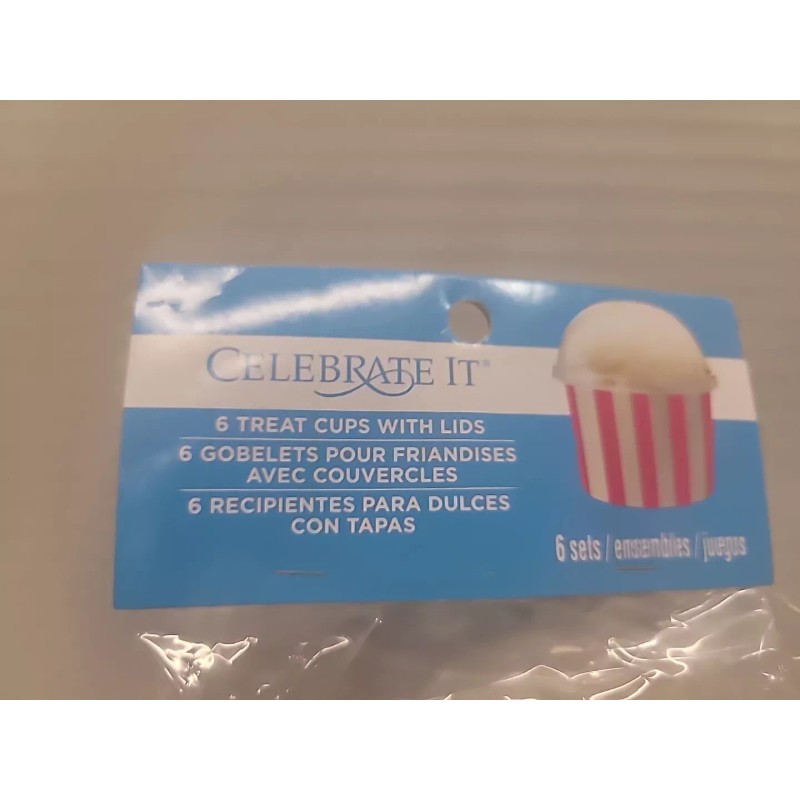 CELEBRATE IT®
6 TREAT CUPS WITH LIDS
6 GOBELETS POUR FRIANDISES
AVEC COUVERCLES
6 RECIPIENTES PARA DULCES
CON TAPAS
6 sets / ensembles / juegos